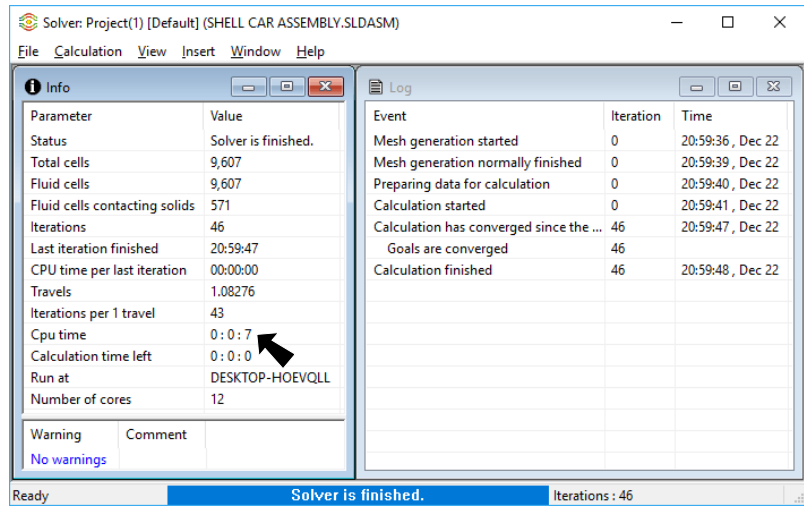 Solver: Project(1) [Default] (SHELL CAR ASSEMBLY.SLDASM)
File Calculation View Insert Window Help
Info
Parameter Value
Status Solver is finished.
Total cells 9,607
Fluid cells 9,607
Fluid cells contacting solids 571
Iterations 46
Last iteration finished 20:59:47
CPU time per last iteration 00:00:00
Travels 1.08276
Iterations per 1 travel 43
Cpu time 0 : 0 : 7
Calculation time left 0 : 0 : 0
Run at DESKTOP-HOEVQLL
Number of cores 12
Warning Comment
No warnings
Log
Event Iteration Time
Mesh generation started 0 20:59:36 , Dec 22
Mesh generation normally finished 0 20:59:39 , Dec 22
Preparing data for calculation 0 20:59:40 , Dec 22
Calculation started 0 20:59:41 , Dec 22
Calculation has converged since the ... 46 20:59:47 , Dec 22
Goals are converged 46
Calculation finished 46 20:59:48 , Dec 22
Ready Solver is finished. Iterations : 46